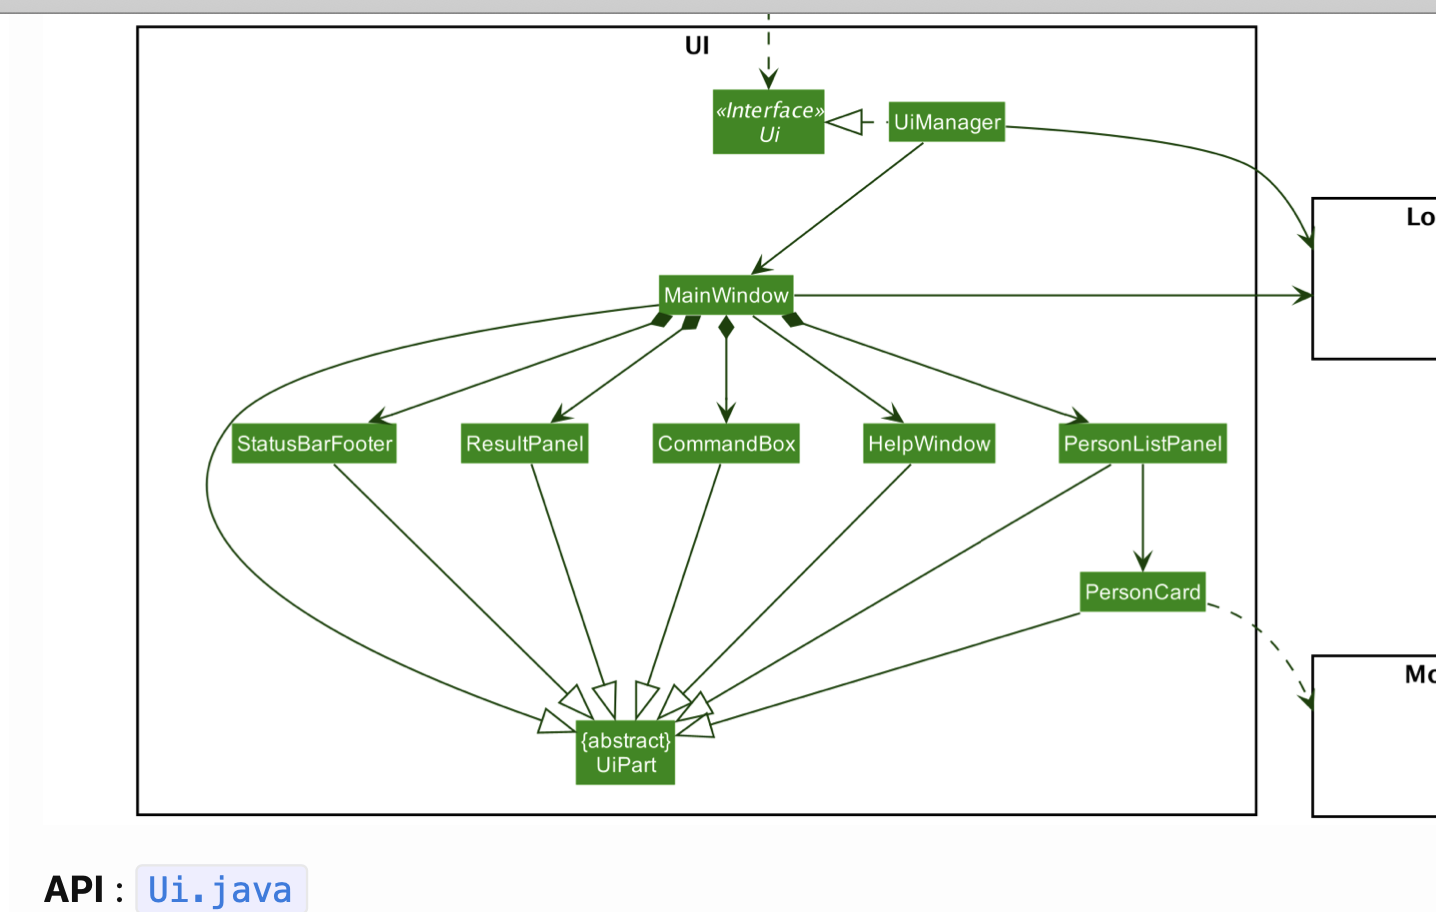 UI
«Interface»
Ui
UiManager
Lo
MainWindow
StatusBarFooter
ResultPanel
CommandBox
HelpWindow
PersonListPanel
PersonCard
Mo
{abstract}
UiPart
API : Ui.java